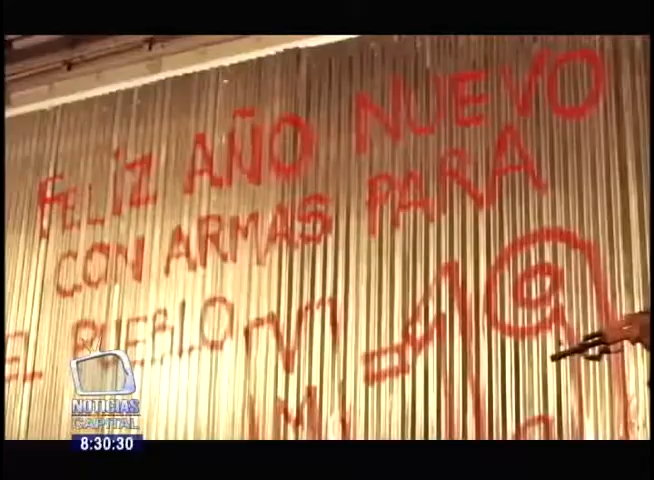 FELIZ AÑO NUEVO
CON ARMAS PARA
EL PUEBLO
NOTICIAS
CAPITAL
8:30:30